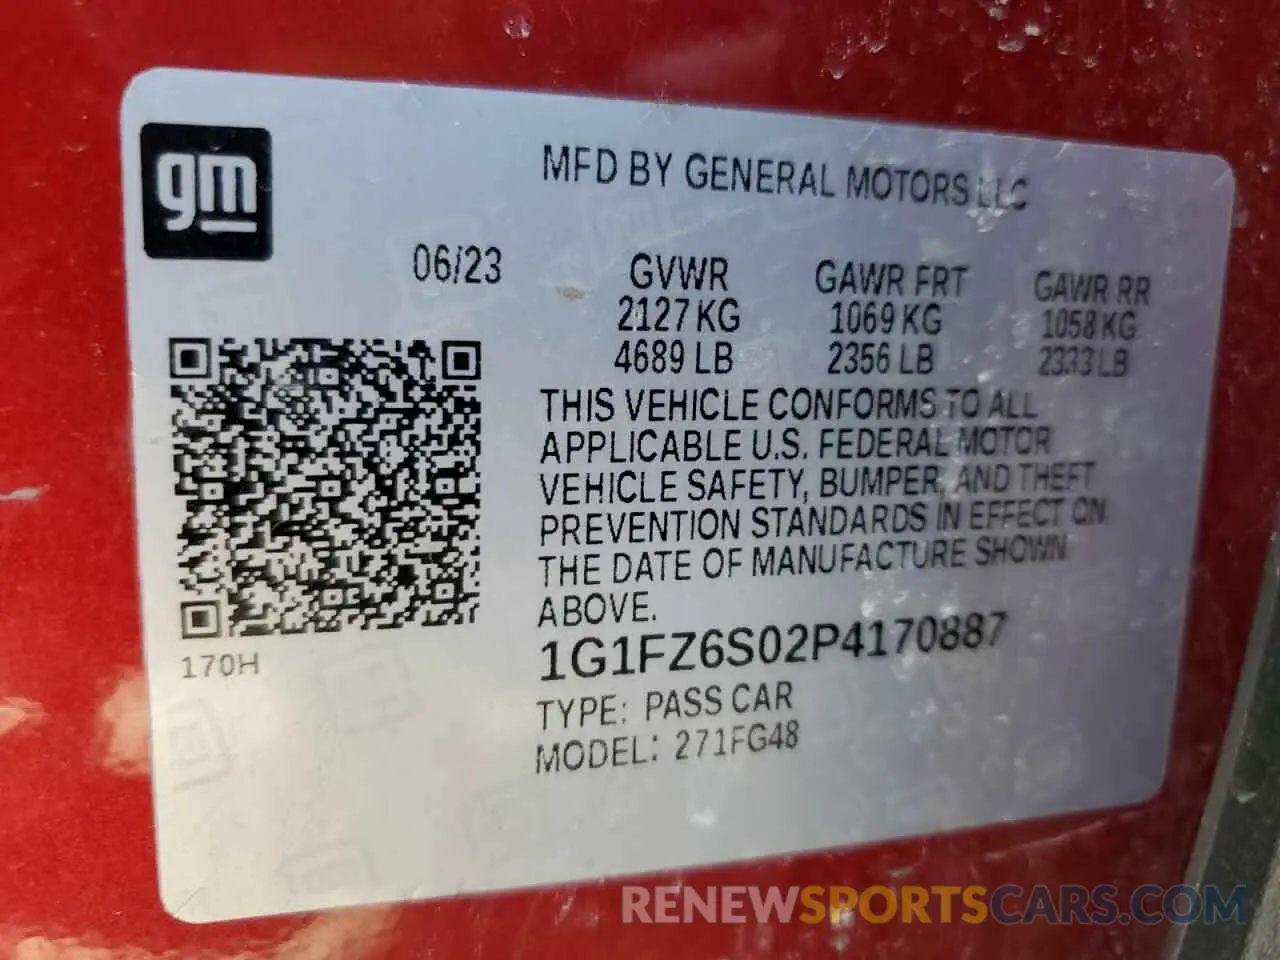 gm
MFD BY GENERAL MOTORS LLC
06/23
GVWR GAWR FRT GAWR RR
2127 KG 1069 KG 1058 KG
4689 LB 2356 LB 2333 LB
THIS VEHICLE CONFORMS TO ALL
APPLICABLE U.S. FEDERAL MOTOR
VEHICLE SAFETY, BUMPER, AND THEFT
PREVENTION STANDARDS IN EFFECT ON
THE DATE OF MANUFACTURE SHOWN
ABOVE.
170H
1G1FZ6S02P4170887
TYPE: PASS CAR
MODEL: 271FG48
RENEWSPORTSCARS.COM